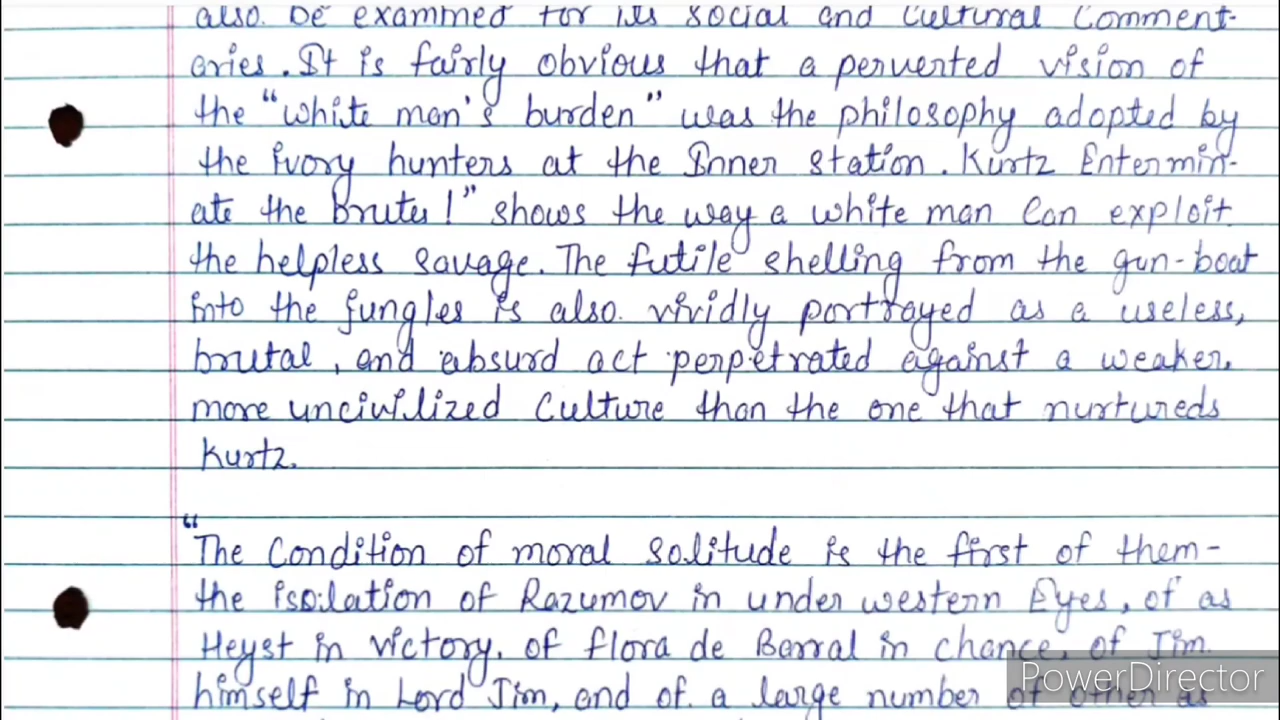 also. be examined for its social and Cultural Comment-
aries. It is fairly obvious that a perverted vision of
the "white man's burden" was the philosophy adopted by
the ivory hunters at the Inner station. Kurtz Entermin-
ate the brutes!" shows the way a white man Can exploit
the helpless savage. The futile shelling from the gun-boat
into the jungles is also. vividly portrayed as a useless,
brutal, and absurd act perpetrated against a weaker,
more uncivilized Culture than the one that nurtureds
Kurtz.
"The Condition of moral solitude is the first of them-
the isoilation of Razumov in under western Eyes, of as
Heyst in victory, of flora de Barral in chance, of Jim
himself in Lord Jim, and of a large number of other as
PowerDirector